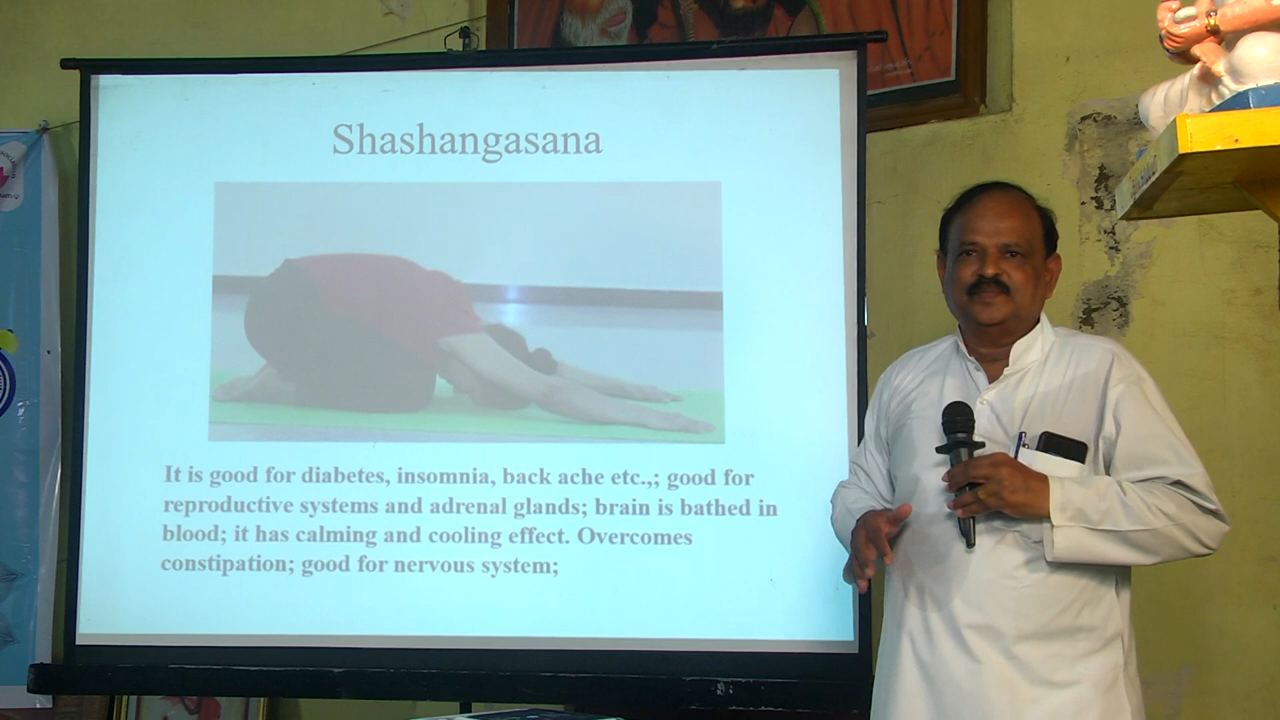 Shashangasana
It is good for diabetes, insomnia, back ache etc.,; good for
reproductive systems and adrenal glands; brain is bathed in
blood; it has calming and cooling effect. Overcomes
constipation; good for nervous system;